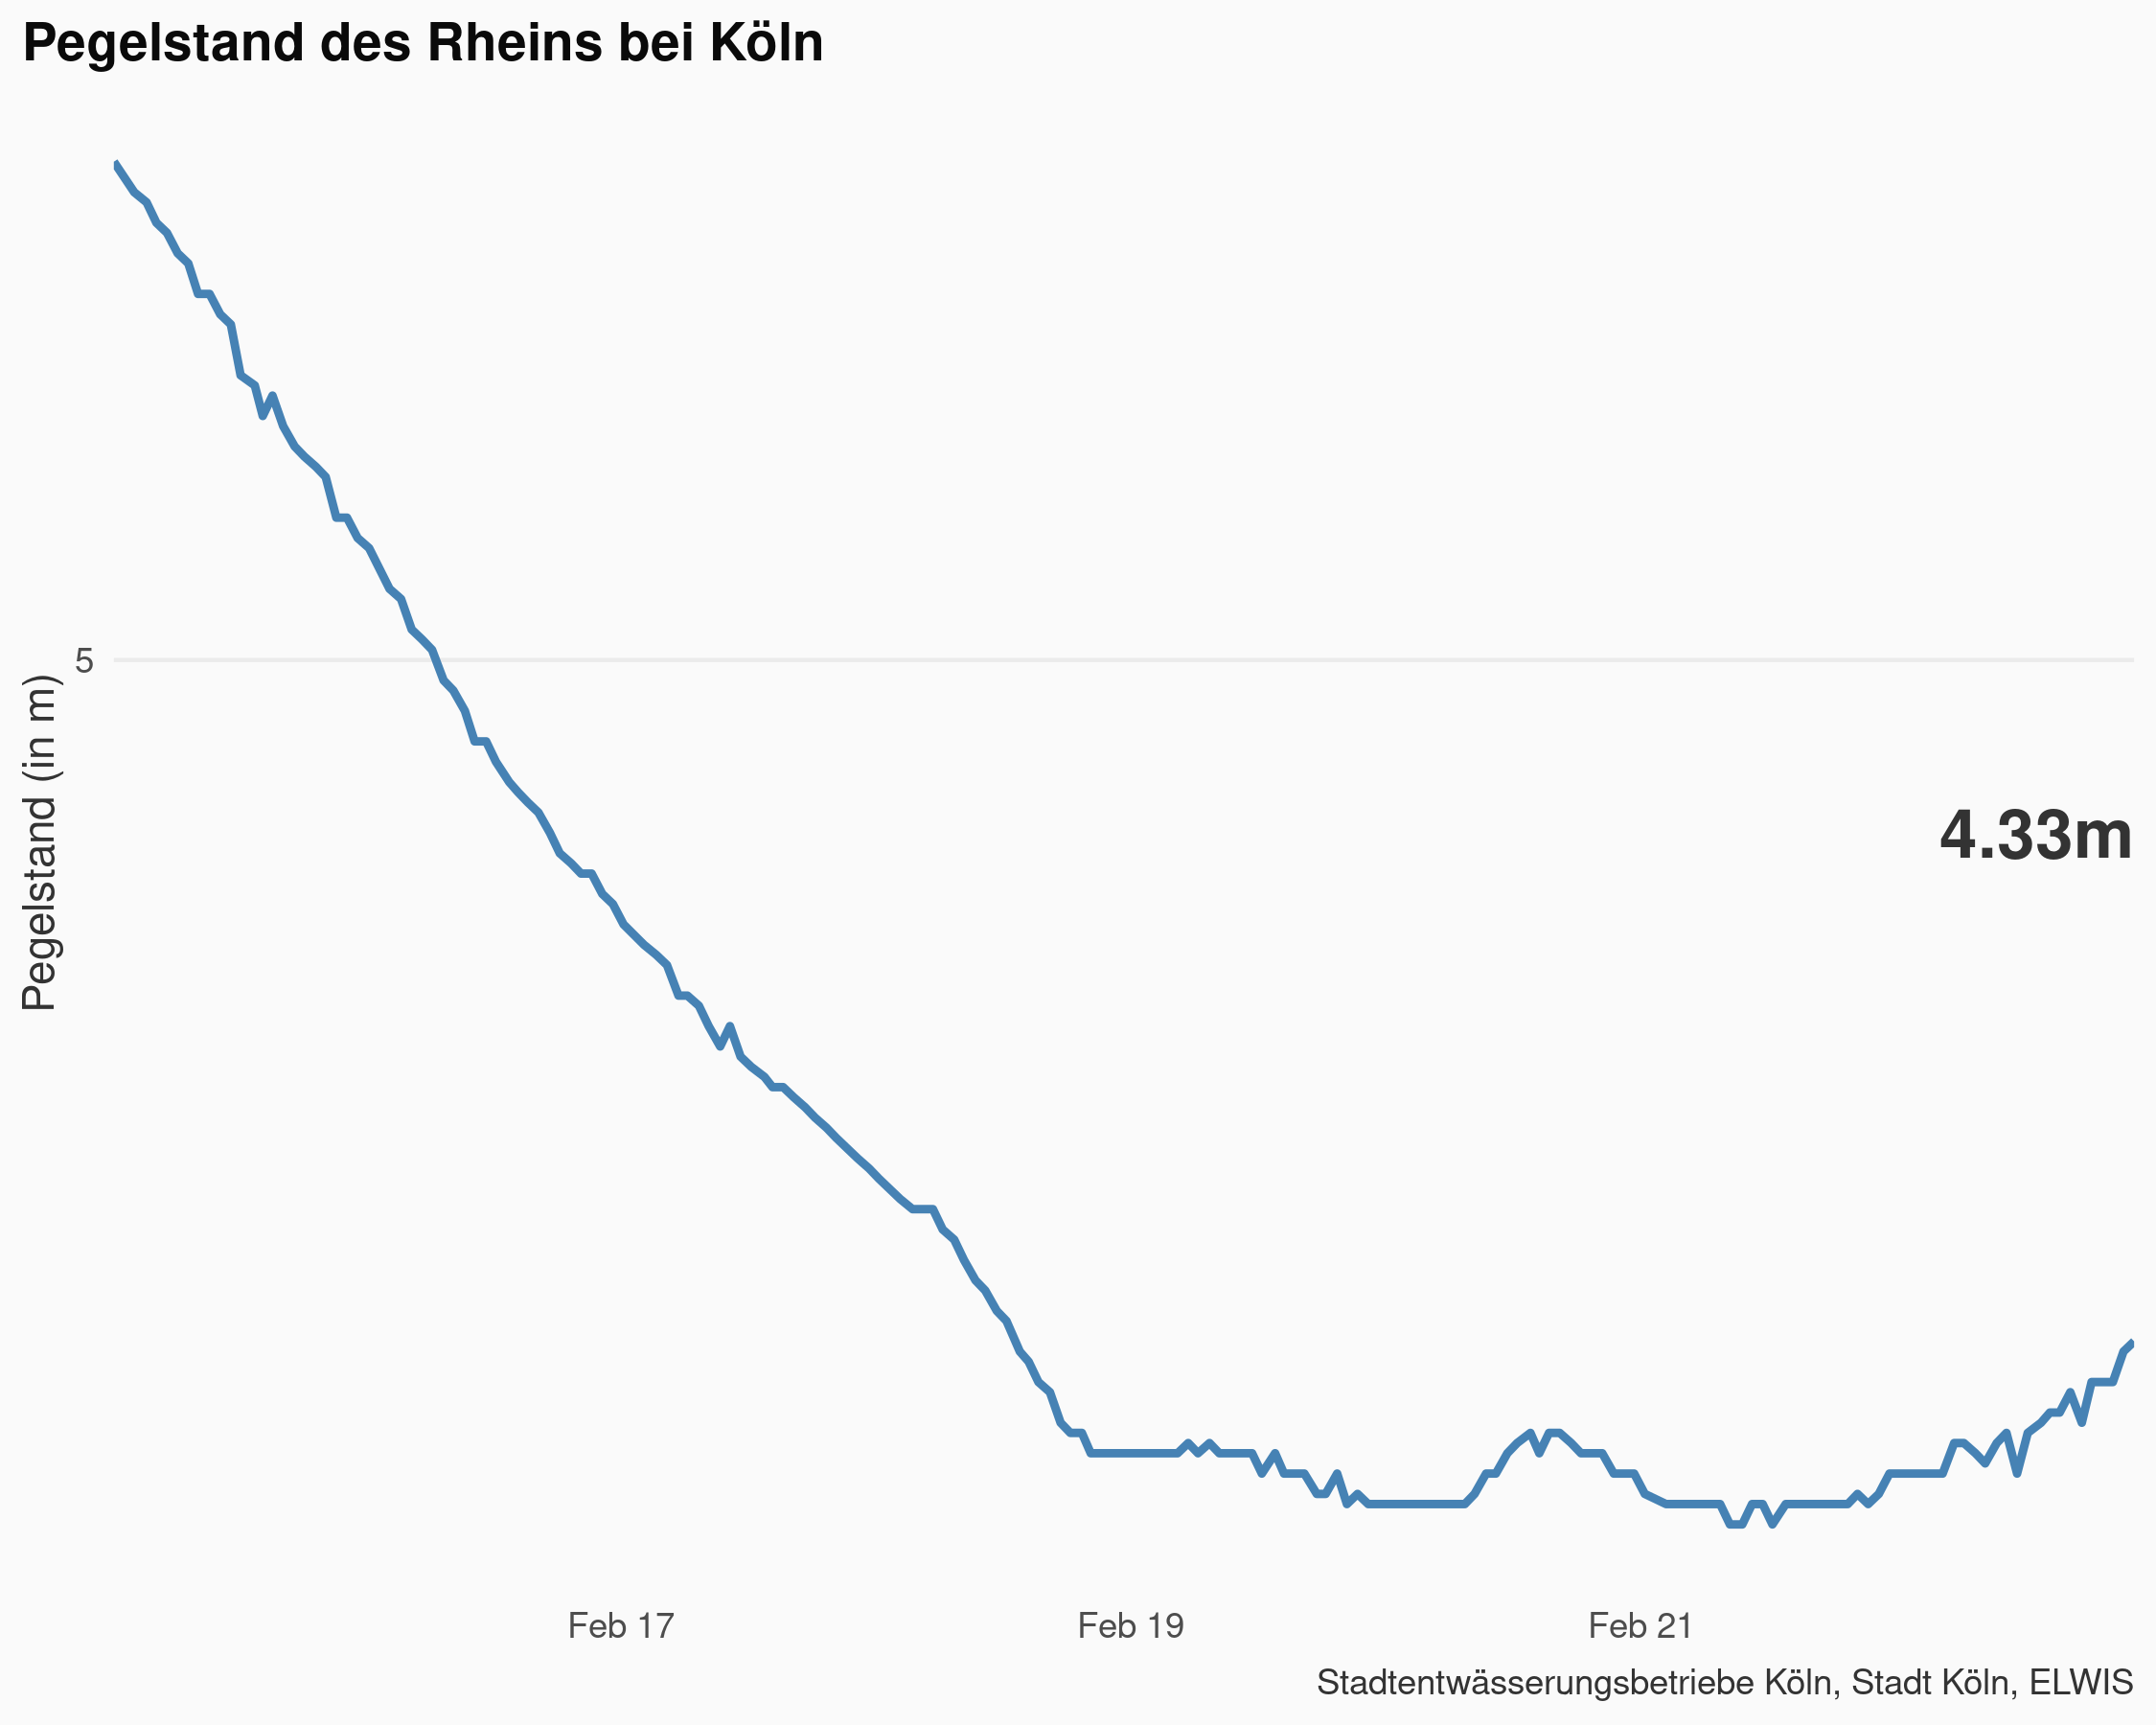 Pegelstand des Rheins bei Köln
5
Pegelstand (in m)
4.33m
Feb 17
Feb 19
Feb 21
Stadtentwässerungsbetriebe Köln, Stadt Köln, ELWIS